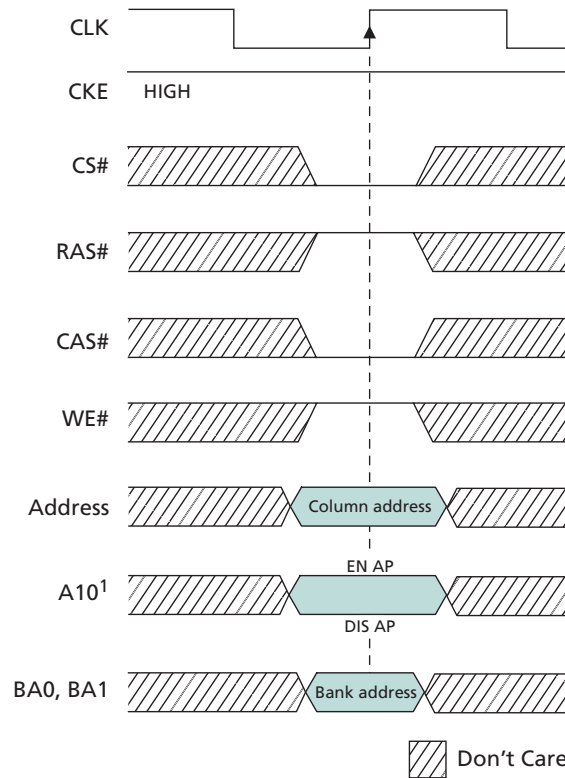 CLK
CKE HIGH
CS#
RAS#
CAS#
WE#
Address Column address
EN AP
A10¹
DIS AP
BA0, BA1 Bank address
Don't Care